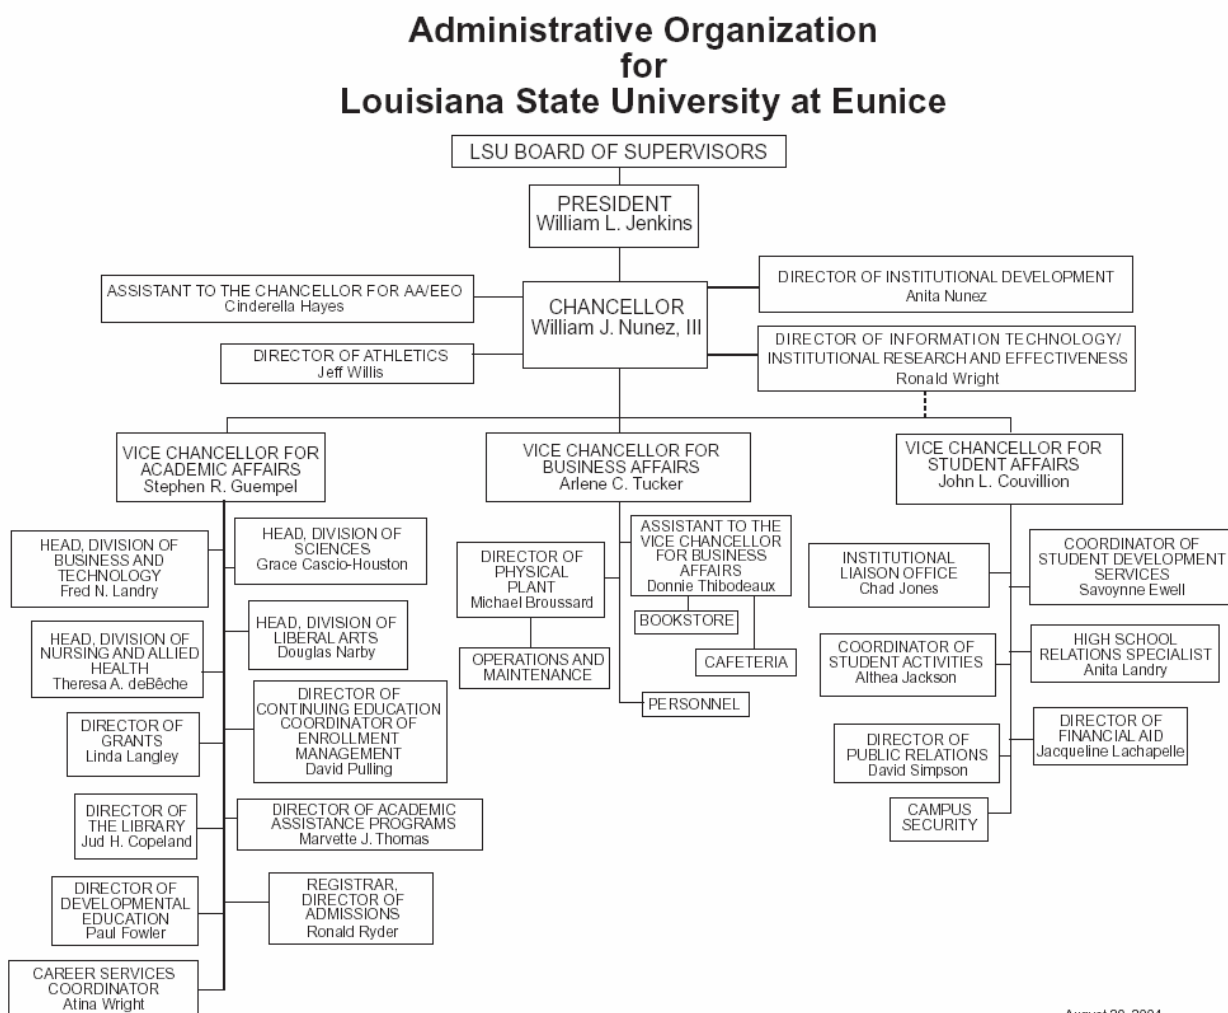 Administrative Organization
for
Louisiana State University at Eunice
LSU BOARD OF SUPERVISORS
PRESIDENT
William L. Jenkins
ASSISTANT TO THE CHANCELLOR FOR AA/EEO
Cinderella Hayes
CHANCELLOR
William J. Nunez, III
DIRECTOR OF INSTITUTIONAL DEVELOPMENT
Anita Nunez
DIRECTOR OF ATHLETICS
Jeff Willis
DIRECTOR OF INFORMATION TECHNOLOGY/
INSTITUTIONAL RESEARCH AND EFFECTIVENESS
Ronald Wright
VICE CHANCELLOR FOR
ACADEMIC AFFAIRS
Stephen R. Guempel
VICE CHANCELLOR FOR
BUSINESS AFFAIRS
Arlene C. Tucker
VICE CHANCELLOR FOR
STUDENT AFFAIRS
John L. Couvillion
HEAD, DIVISION OF
BUSINESS AND
TECHNOLOGY
Fred N. Landry
HEAD, DIVISION OF
SCIENCES
Grace Cascio-Houston
HEAD, DIVISION OF
NURSING AND ALLIED
HEALTH
Theresa A. deBêche
HEAD, DIVISION OF
LIBERAL ARTS
Douglas Narby
DIRECTOR OF
GRANTS
Linda Langley
DIRECTOR OF
CONTINUING EDUCATION
COORDINATOR OF
ENROLLMENT
MANAGEMENT
David Pulling
DIRECTOR OF
THE LIBRARY
Jud H. Copeland
DIRECTOR OF ACADEMIC
ASSISTANCE PROGRAMS
Marvette J. Thomas
DIRECTOR OF
DEVELOPMENTAL
EDUCATION
Paul Fowler
REGISTRAR,
DIRECTOR OF
ADMISSIONS
Ronald Ryder
CAREER SERVICES
COORDINATOR
Atina Wright
DIRECTOR OF
PHYSICAL
PLANT
Michael Broussard
OPERATIONS AND
MAINTENANCE
ASSISTANT TO THE
VICE CHANCELLOR
FOR BUSINESS
AFFAIRS
Donnie Thibodeaux
BOOKSTORE
CAFETERIA
PERSONNEL
INSTITUTIONAL
LIAISON OFFICE
Chad Jones
COORDINATOR OF
STUDENT DEVELOPMENT
SERVICES
Savoynne Ewell
COORDINATOR OF
STUDENT ACTIVITIES
Althea Jackson
HIGH SCHOOL
RELATIONS SPECIALIST
Anita Landry
DIRECTOR OF
PUBLIC RELATIONS
David Simpson
DIRECTOR OF
FINANCIAL AID
Jacqueline Lachapelle
CAMPUS
SECURITY